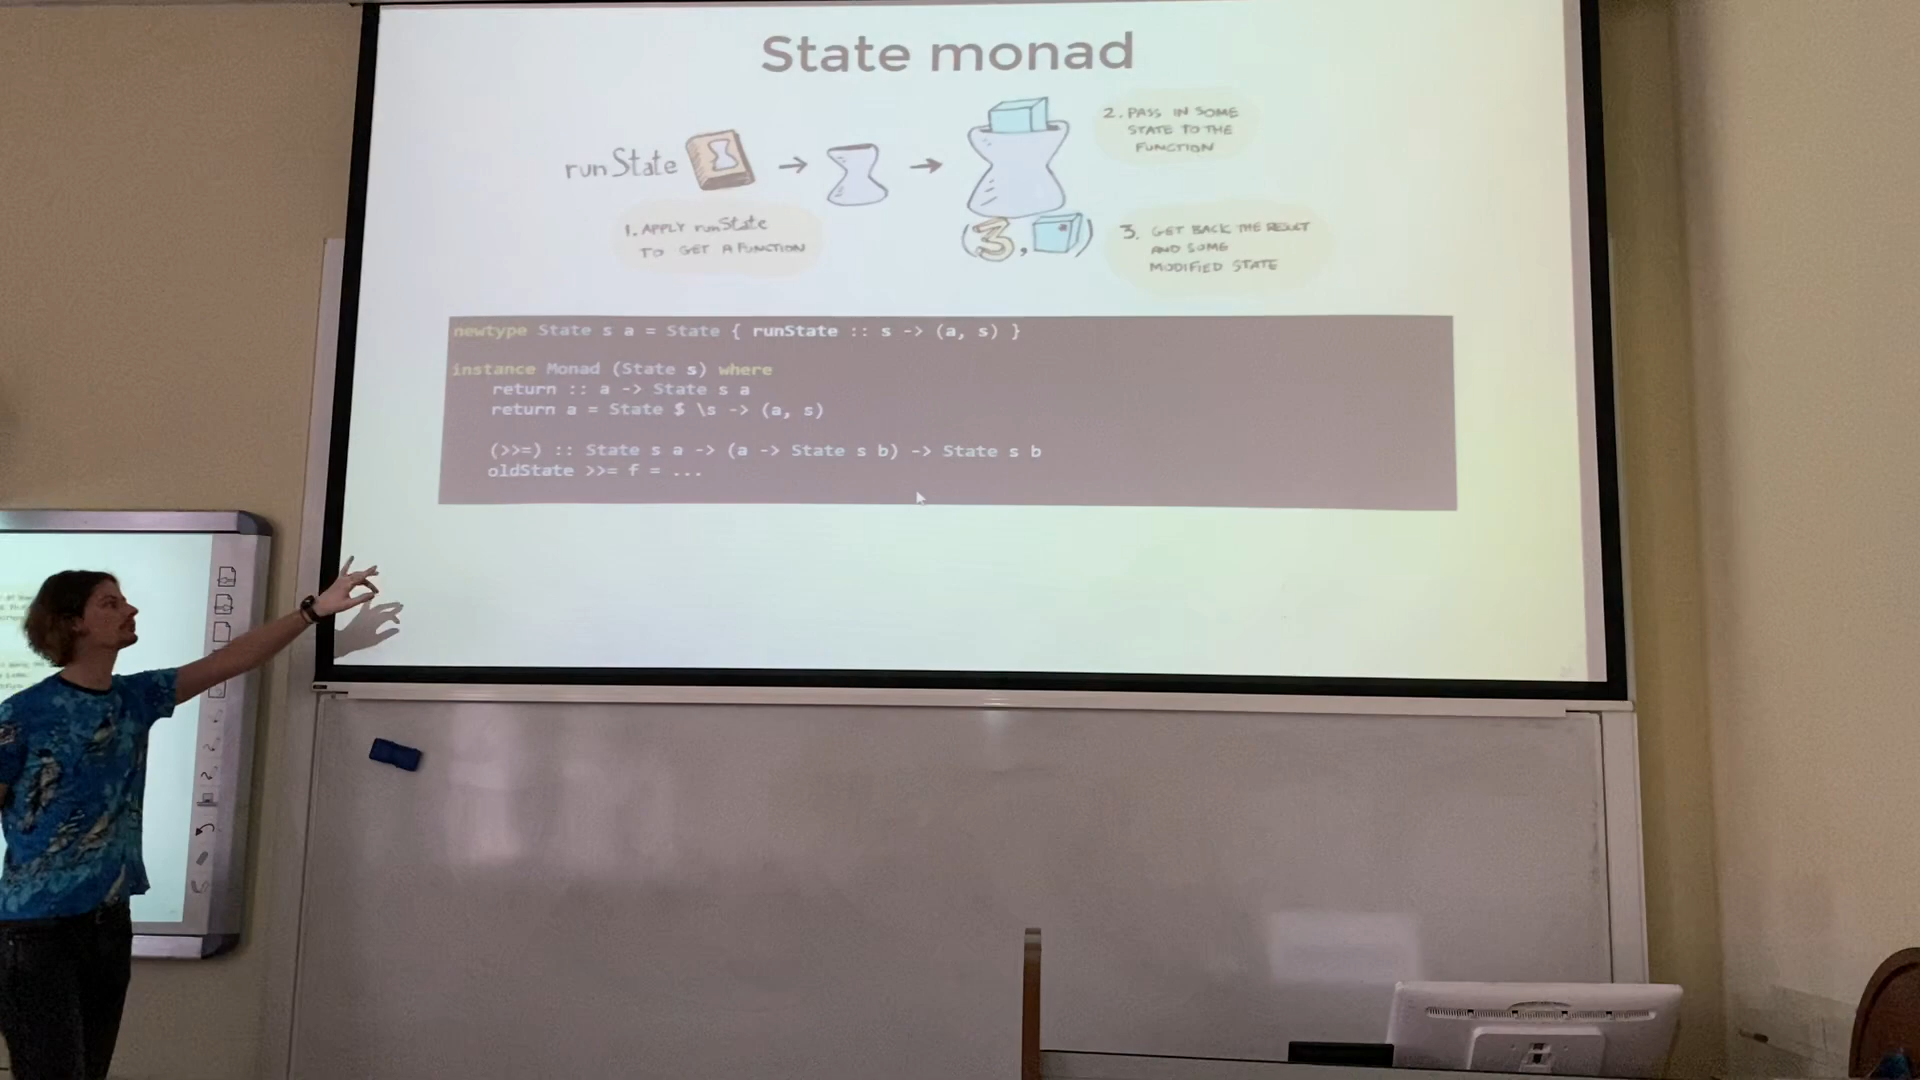 State monad
runState
2. PASS IN SOME
STATE TO THE
FUNCTION
1. APPLY runState
TO GET A FUNCTION
(3, )
3. GET BACK THE RESULT
AND SOME
MODIFIED STATE
newtype State s a = State { runState :: s -> (a, s) }
instance Monad (State s) where
return :: a -> State s a
return a = State $ \s -> (a, s)
(>>=) :: State s a -> (a -> State s b) -> State s b
oldState >>= f = ...